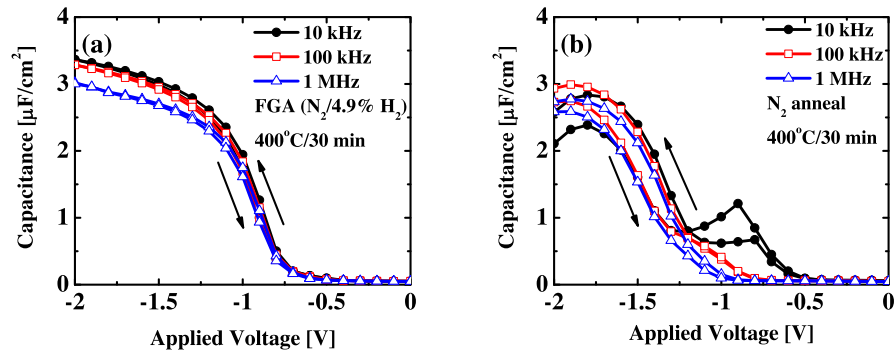 (a)
10 kHz
100 kHz
1 MHz
FGA (N₂/4.9% H₂)
400°C/30 min
Capacitance [µF/cm²]
4
3
2
1
0
-2
-1.5
-1
-0.5
0
Applied Voltage [V]
(b)
10 kHz
100 kHz
1 MHz
N₂ anneal
400°C/30 min
Capacitance [µF/cm²]
4
3
2
1
0
-2
-1.5
-1
-0.5
0
Applied Voltage [V]